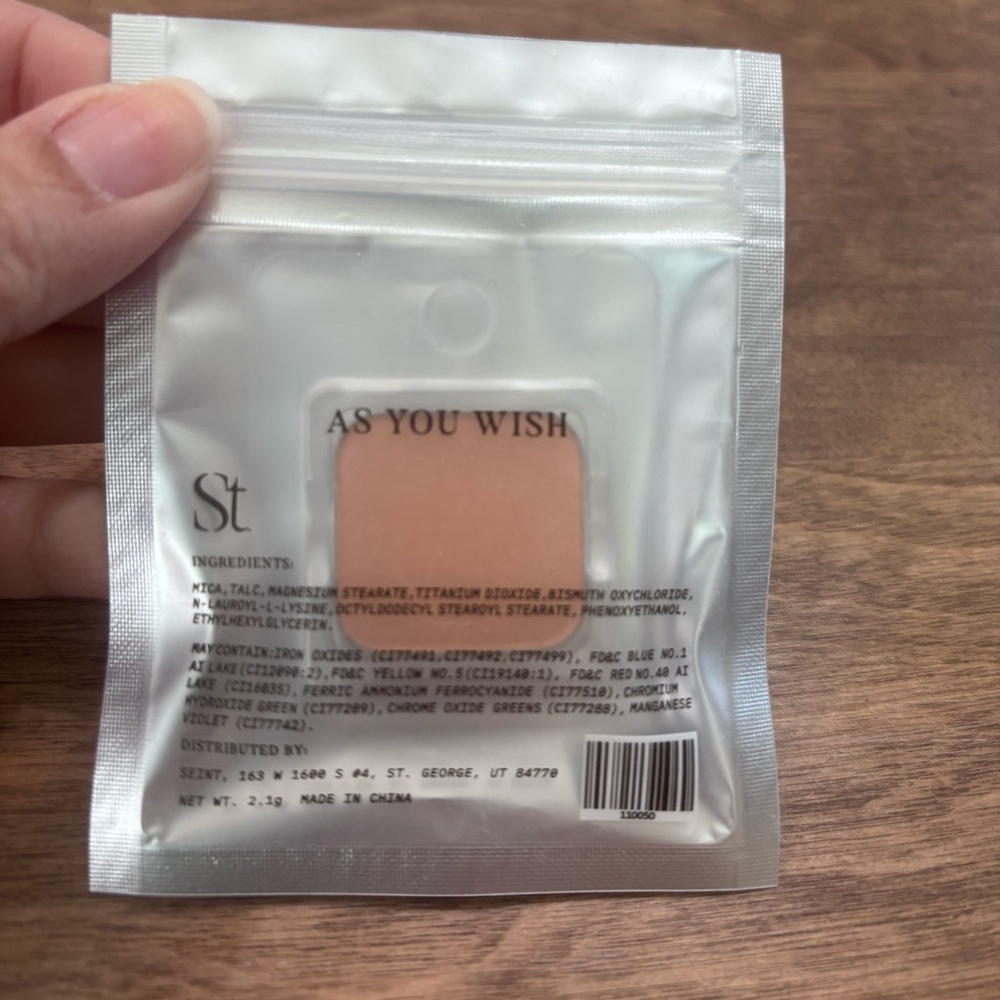 AS YOU WISH
St
INGREDIENTS:
MICA,TALC,MAGNESIUM STEARATE,TITANIUM DIOXIDE,BISMUTH OXYCHLORIDE,
N-LAUROYL-L-LYSINE,OCTYLDODECYL STEAROYL STEARATE, PHENOXYETHANOL,
ETHYLHEXYLGLYCERIN.
MAY CONTAIN:IRON OXIDES (CI77491,CI77492,CI77499), FD&C BLUE NO.1
AI LAKE(CI12090:2),FD&C YELLOW NO.5(CI19140:1), FD&C RED NO.40 AI
LAKE (CI16035), FERRIC AMMONIUM FERROCYANIDE (CI77510),CHROMIUM
HYDROXIDE GREEN (CI77289), CHROME OXIDE GREENS (CI77288), MANGANESE
VIOLET (CI77742).
DISTRIBUTED BY:
SEINT, 163 W 1600 S #4, ST. GEORGE, UT 84770
NET WT. 2.1g MADE IN CHINA
110050